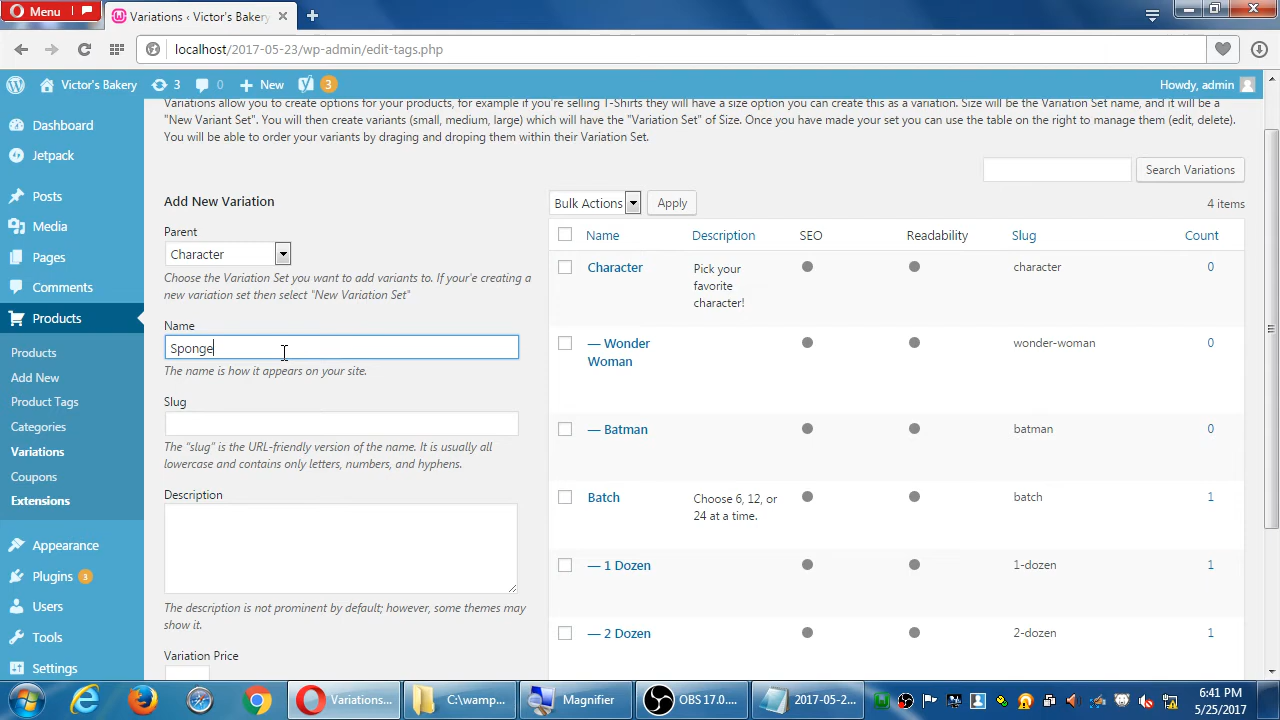 Menu
Variations ‹ Victor's Bakery
localhost/2017-05-23/wp-admin/edit-tags.php
Victor's Bakery 3 0 New 3 Howdy, admin
Variations allow you to create options for your products, for example if you're selling T-Shirts they will have a size option you can create this as a variation. Size will be the Variation Set name, and it will be a
"New Variant Set". You will then create variants (small, medium, large) which will have the "Variation Set" of Size. Once you have made your set you can use the table on the right to manage them (edit, delete).
You will be able to order your variants by draging and droping them within their Variation Set.
Dashboard
Jetpack
Posts
Media
Pages
Comments
Products
Products
Add New
Product Tags
Categories
Variations
Coupons
Extensions
Appearance
Plugins 3
Users
Tools
Settings
Search Variations
Add New Variation
Parent
Character
Choose the Variation Set you want to add variants to. If your'e creating a
new variation set then select "New Variation Set"
Name
Sponge
The name is how it appears on your site.
Slug
The "slug" is the URL-friendly version of the name. It is usually all
lowercase and contains only letters, numbers, and hyphens.
Description
The description is not prominent by default; however, some themes may
show it.
Variation Price
Bulk Actions Apply 4 items
Name Description SEO Readability Slug Count
Character Pick your favorite character! character 0
— Wonder Woman wonder-woman 0
— Batman batman 0
Batch Choose 6, 12, or 24 at a time. batch 1
— 1 Dozen 1-dozen 1
— 2 Dozen 2-dozen 1
Variations... C:\wamp... Magnifier OBS 17.0.... 2017-05-2...
6:41 PM
5/25/2017